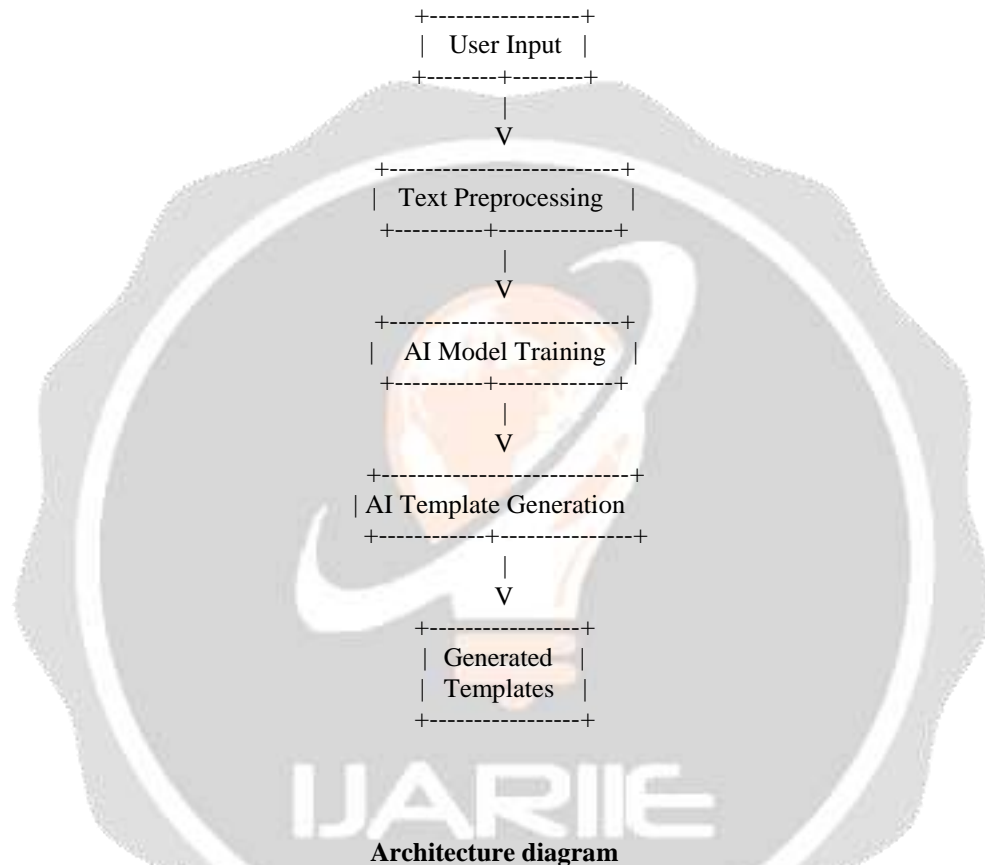 +------------------+
| User Input |
+--------+---------+
|
V
+-------------------------+
| Text Preprocessing |
+----------+-------------+
|
V
+-------------------------+
| AI Model Training |
+----------+-------------+
|
V
+---------------------------+
| AI Template Generation
+------------+---------------+
|
V
+-----------------+
| Generated |
| Templates |
+-----------------+
IJARIIE
Architecture diagram